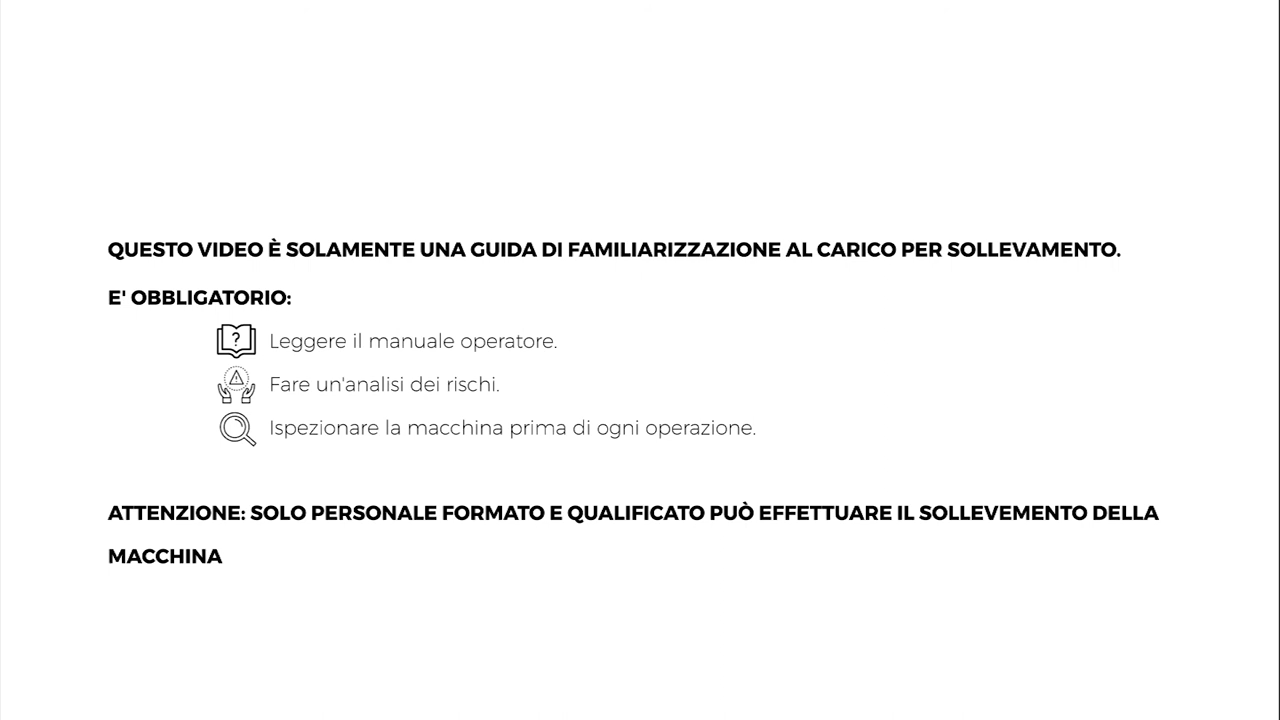 QUESTO VIDEO È SOLAMENTE UNA GUIDA DI FAMILIARIZZAZIONE AL CARICO PER SOLLEVAMENTO.
E' OBBLIGATORIO:
Leggere il manuale operatore.
Fare un'analisi dei rischi.
Ispezionare la macchina prima di ogni operazione.
ATTENZIONE: SOLO PERSONALE FORMATO E QUALIFICATO PUÒ EFFETTUARE IL SOLLEVEMENTO DELLA
MACCHINA